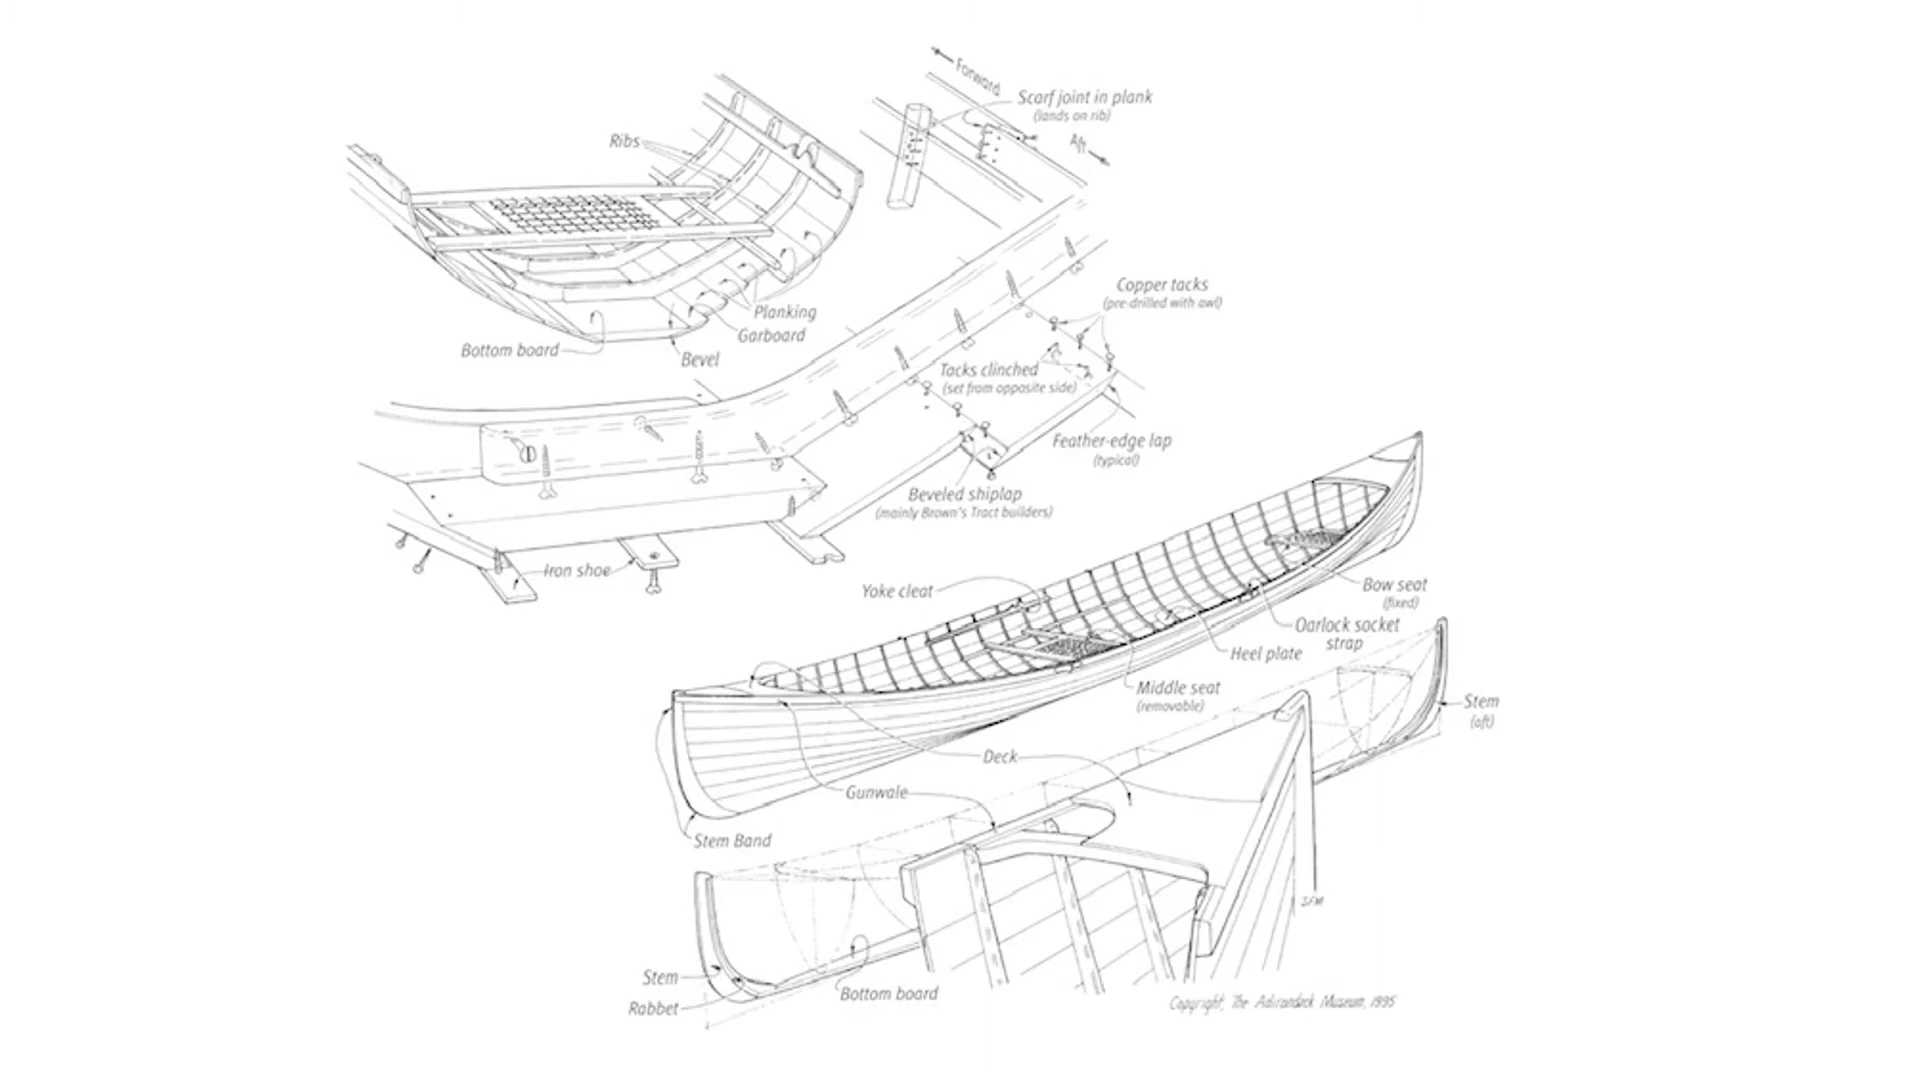 Forward
Scarf joint in plank
(lands on rib)
Aft
Ribs
Copper tacks
(pre-drilled with awl)
Planking
Garboard
Bottom board
Bevel
Tacks clinched
(set from opposite side)
Feather-edge lap
(typical)
Beveled shiplap
(mainly Brown's Tract builders)
Iron shoe
Yoke cleat
Bow seat
(fixed)
Oarlock socket
strap
Heel plate
Middle seat
(removable)
Stem
(aft)
Deck
Gunwale
Stem Band
SFM
Stem
Rabbet
Bottom board
Copyright, The Adirondack Museum, 1995